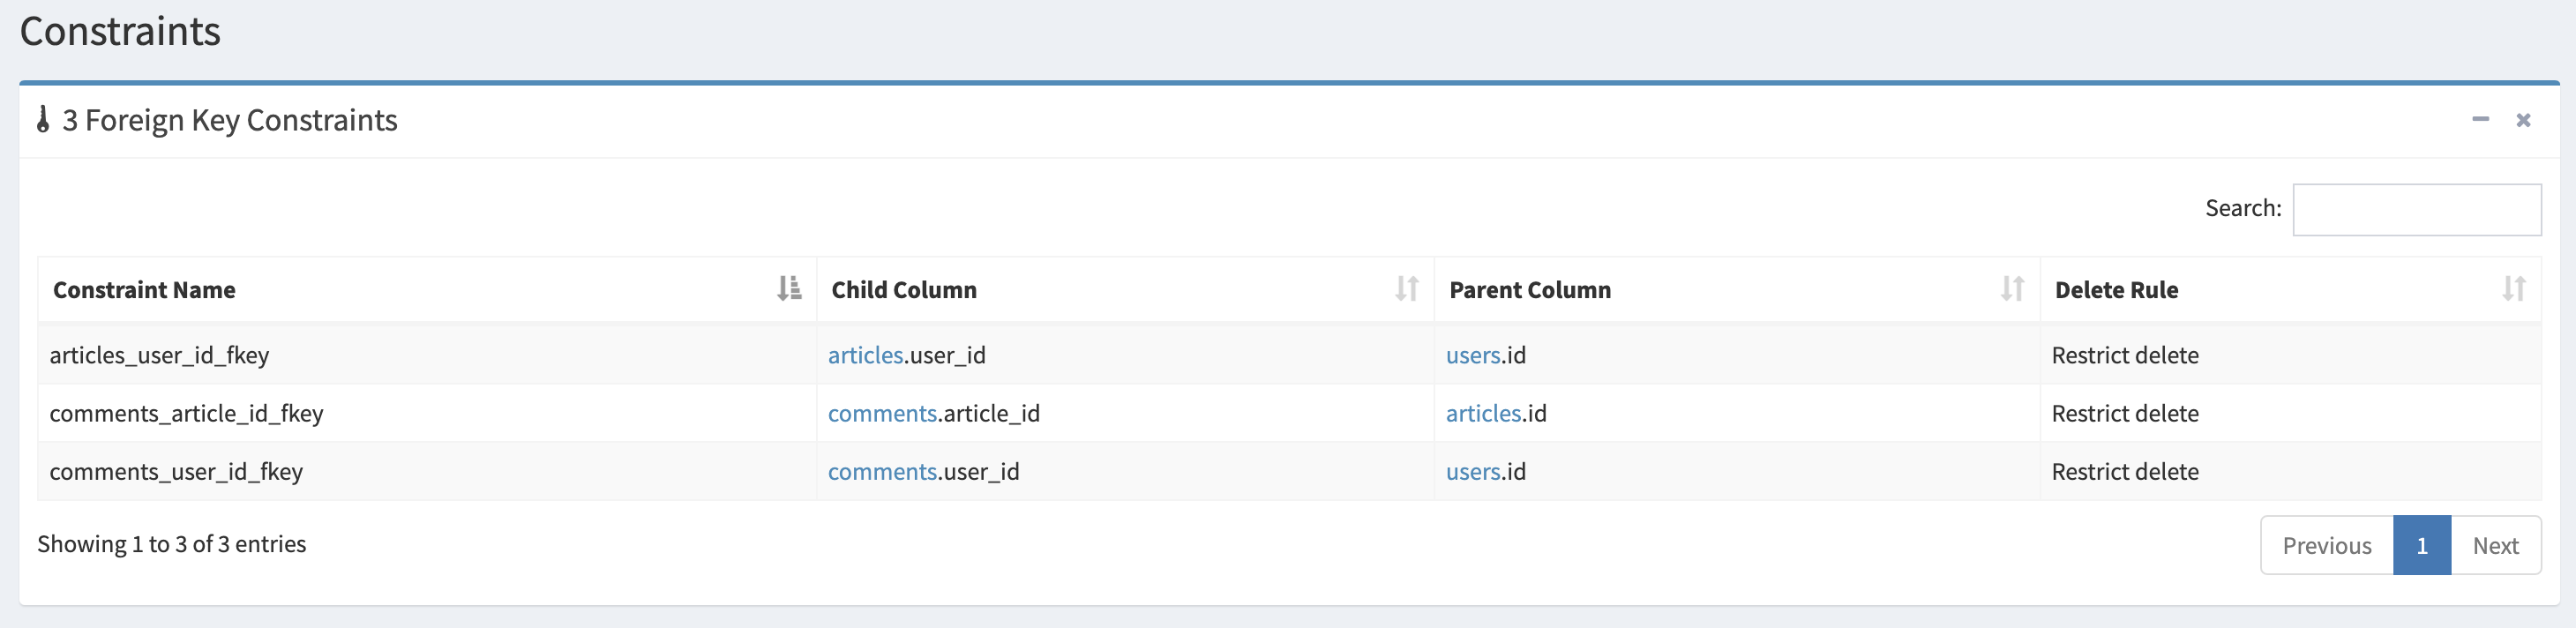 Constraints
3 Foreign Key Constraints
Search:
Constraint Name Child Column Parent Column Delete Rule
articles_user_id_fkey articles.user_id users.id Restrict delete
comments_article_id_fkey comments.article_id articles.id Restrict delete
comments_user_id_fkey comments.user_id users.id Restrict delete
Showing 1 to 3 of 3 entries
Previous 1 Next